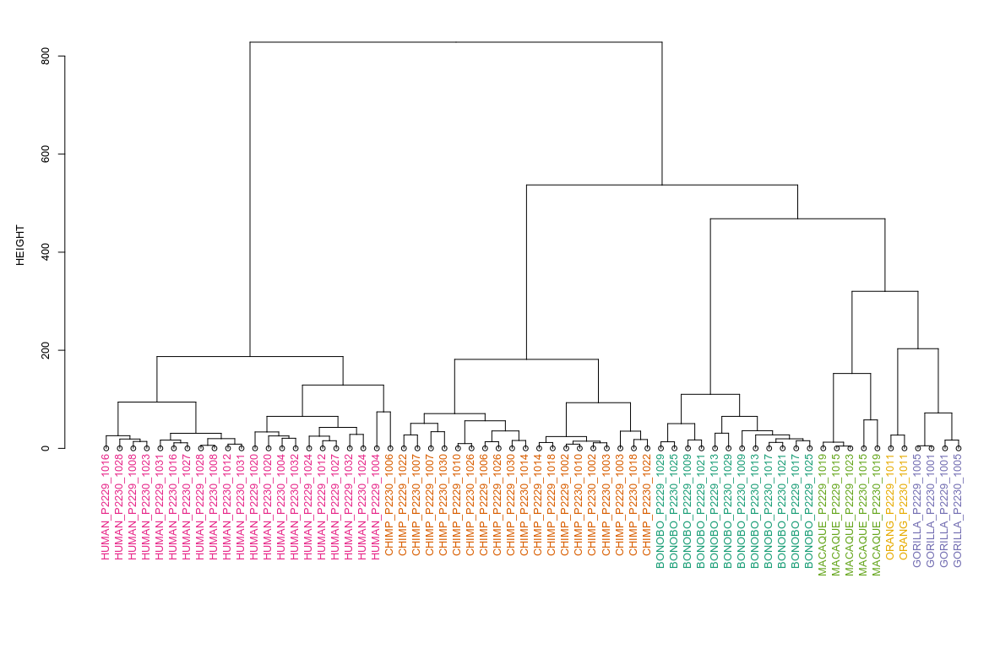 800
600
400
200
0
HEIGHT
HUMAN_P2229_1016
HUMAN_P2230_1028
HUMAN_P2229_1008
HUMAN_P2230_1023
HUMAN_P2229_1031
HUMAN_P2230_1016
HUMAN_P2230_1027
HUMAN_P2229_1028
HUMAN_P2230_1008
HUMAN_P2230_1012
HUMAN_P2230_1031
HUMAN_P2229_1020
HUMAN_P2230_1020
HUMAN_P2230_1004
HUMAN_P2230_1032
HUMAN_P2230_1024
HUMAN_P2229_1012
HUMAN_P2229_1027
HUMAN_P2229_1032
HUMAN_P2229_1024
HUMAN_P2229_1004
CHIMP_P2230_1006
CHIMP_P2229_1022
CHIMP_P2229_1007
CHIMP_P2230_1007
CHIMP_P2230_1030
CHIMP_P2229_1010
CHIMP_P2229_1026
CHIMP_P2229_1006
CHIMP_P2230_1026
CHIMP_P2229_1030
CHIMP_P2230_1014
CHIMP_P2229_1014
CHIMP_P2229_1018
CHIMP_P2229_1002
CHIMP_P2230_1010
CHIMP_P2230_1002
CHIMP_P2230_1003
CHIMP_P2229_1003
CHIMP_P2230_1018
CHIMP_P2230_1022
BONOBO_P2229_1029
BONOBO_P2230_1025
BONOBO_P2229_1009
BONOBO_P2229_1021
BONOBO_P2229_1013
BONOBO_P2230_1029
BONOBO_P2230_1009
BONOBO_P2230_1013
BONOBO_P2229_1017
BONOBO_P2230_1021
BONOBO_P2230_1017
BONOBO_P2229_1025
MACAQUE_P2229_1019
MACAQUE_P2229_1015
MACAQUE_P2229_1023
MACAQUE_P2230_1015
MACAQUE_P2230_1019
ORANG_P2229_1011
ORANG_P2230_1011
GORILLA_P2229_1005
GORILLA_P2230_1001
GORILLA_P2229_1001
GORILLA_P2230_1005